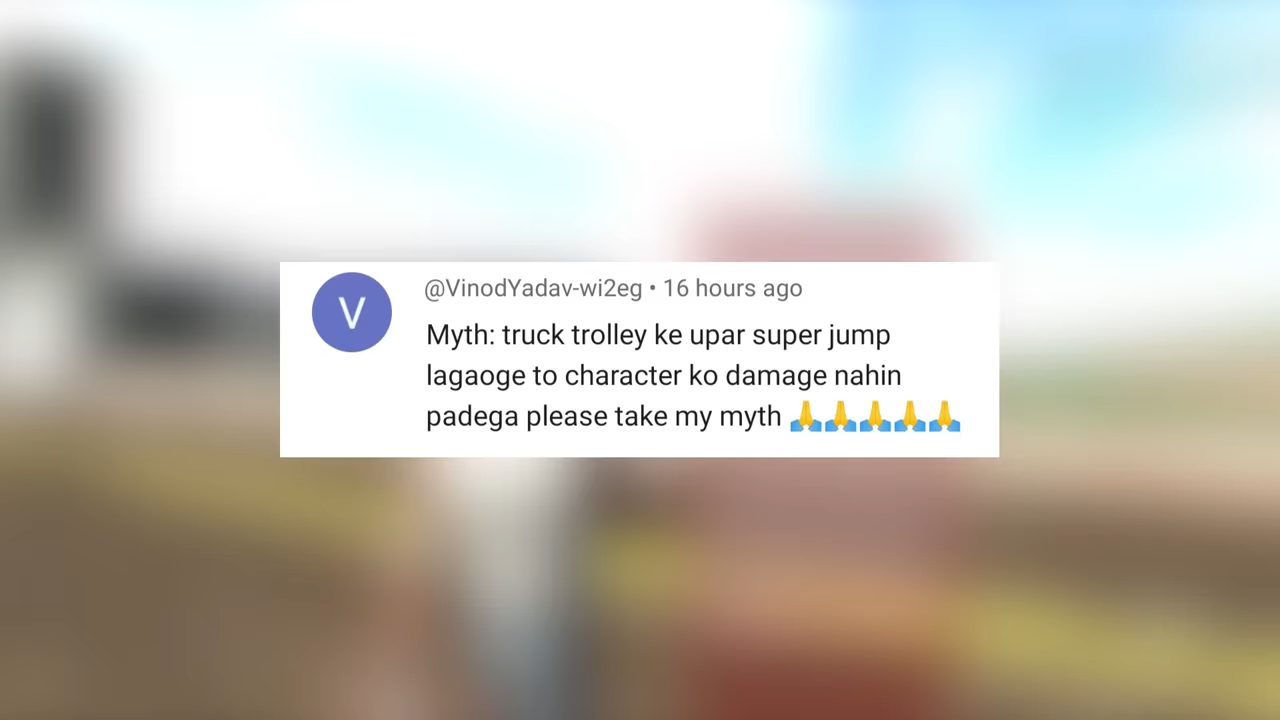 V
@VinodYadav-wi2eg • 16 hours ago
Myth: truck trolley ke upar super jump
lagaoge to character ko damage nahin
padega please take my myth 🙏🙏🙏🙏🙏